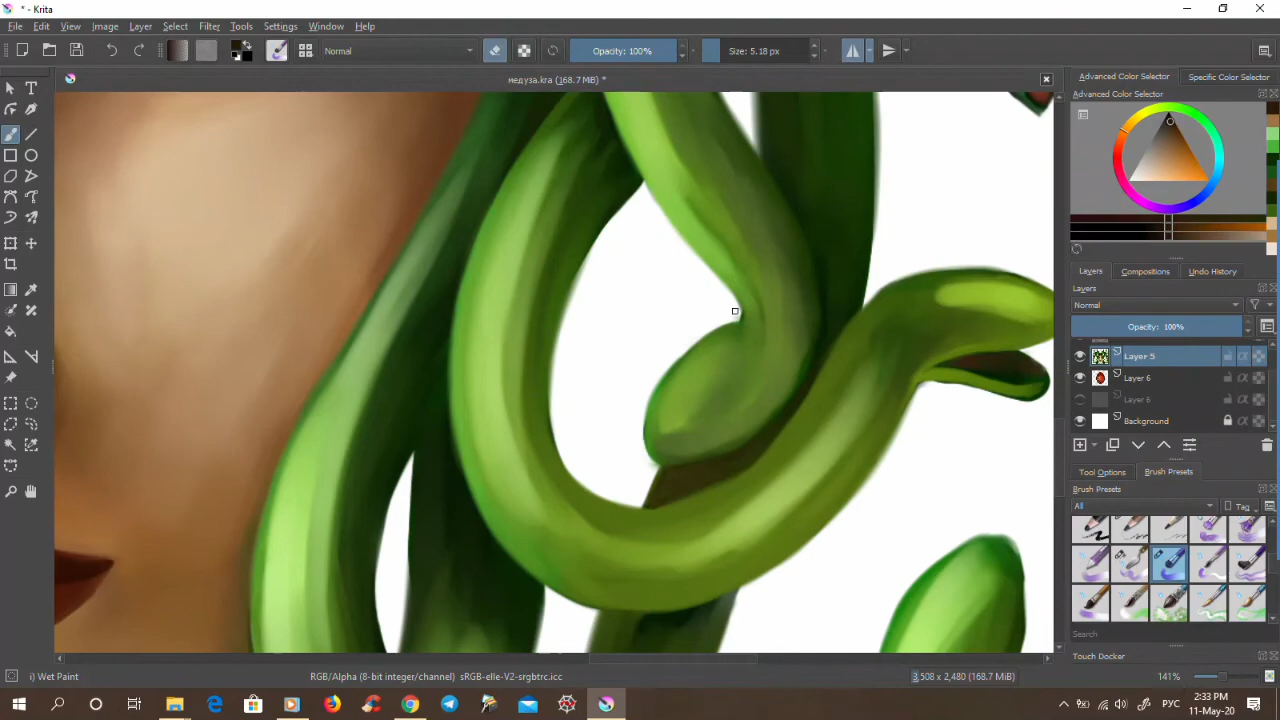 * - Krita
File Edit View Image Layer Select Filter Tools Settings Window Help
Normal Opacity: 100% Size: 5.18 px
медуза.kra (168.7 MiB) *
Advanced Color Selector Specific Color Selector
Advanced Color Selector
Layers Compositions Undo History
Layers
Normal
Opacity: 100%
Layer 5
Layer 6
Layer 6
Background
Tool Options Brush Presets
Brush Presets
All Tag
Search
Touch Docker
i) Wet Paint RGB/Alpha (8-bit integer/channel) sRGB-elle-V2-srgbtrc.icc 3,508 x 2,480 (168.7 MiB) 141%
РУС 2:33 PM
11-May-20